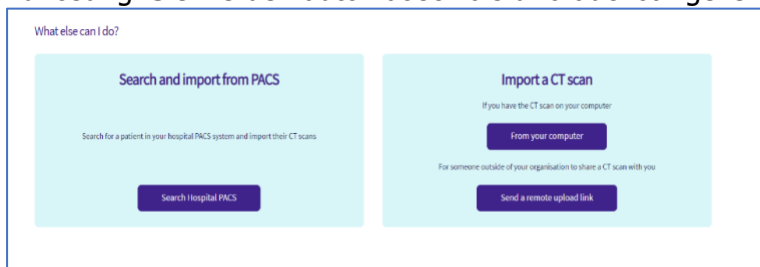 What else can I do?
Search and import from PACS
Search for a patient in your hospital PACS system and import their CT scans
Search Hospital PACS
Import a CT scan
If you have the CT scan on your computer
From your computer
For someone outside of your organisation to share a CT scan with you
Send a remote upload link